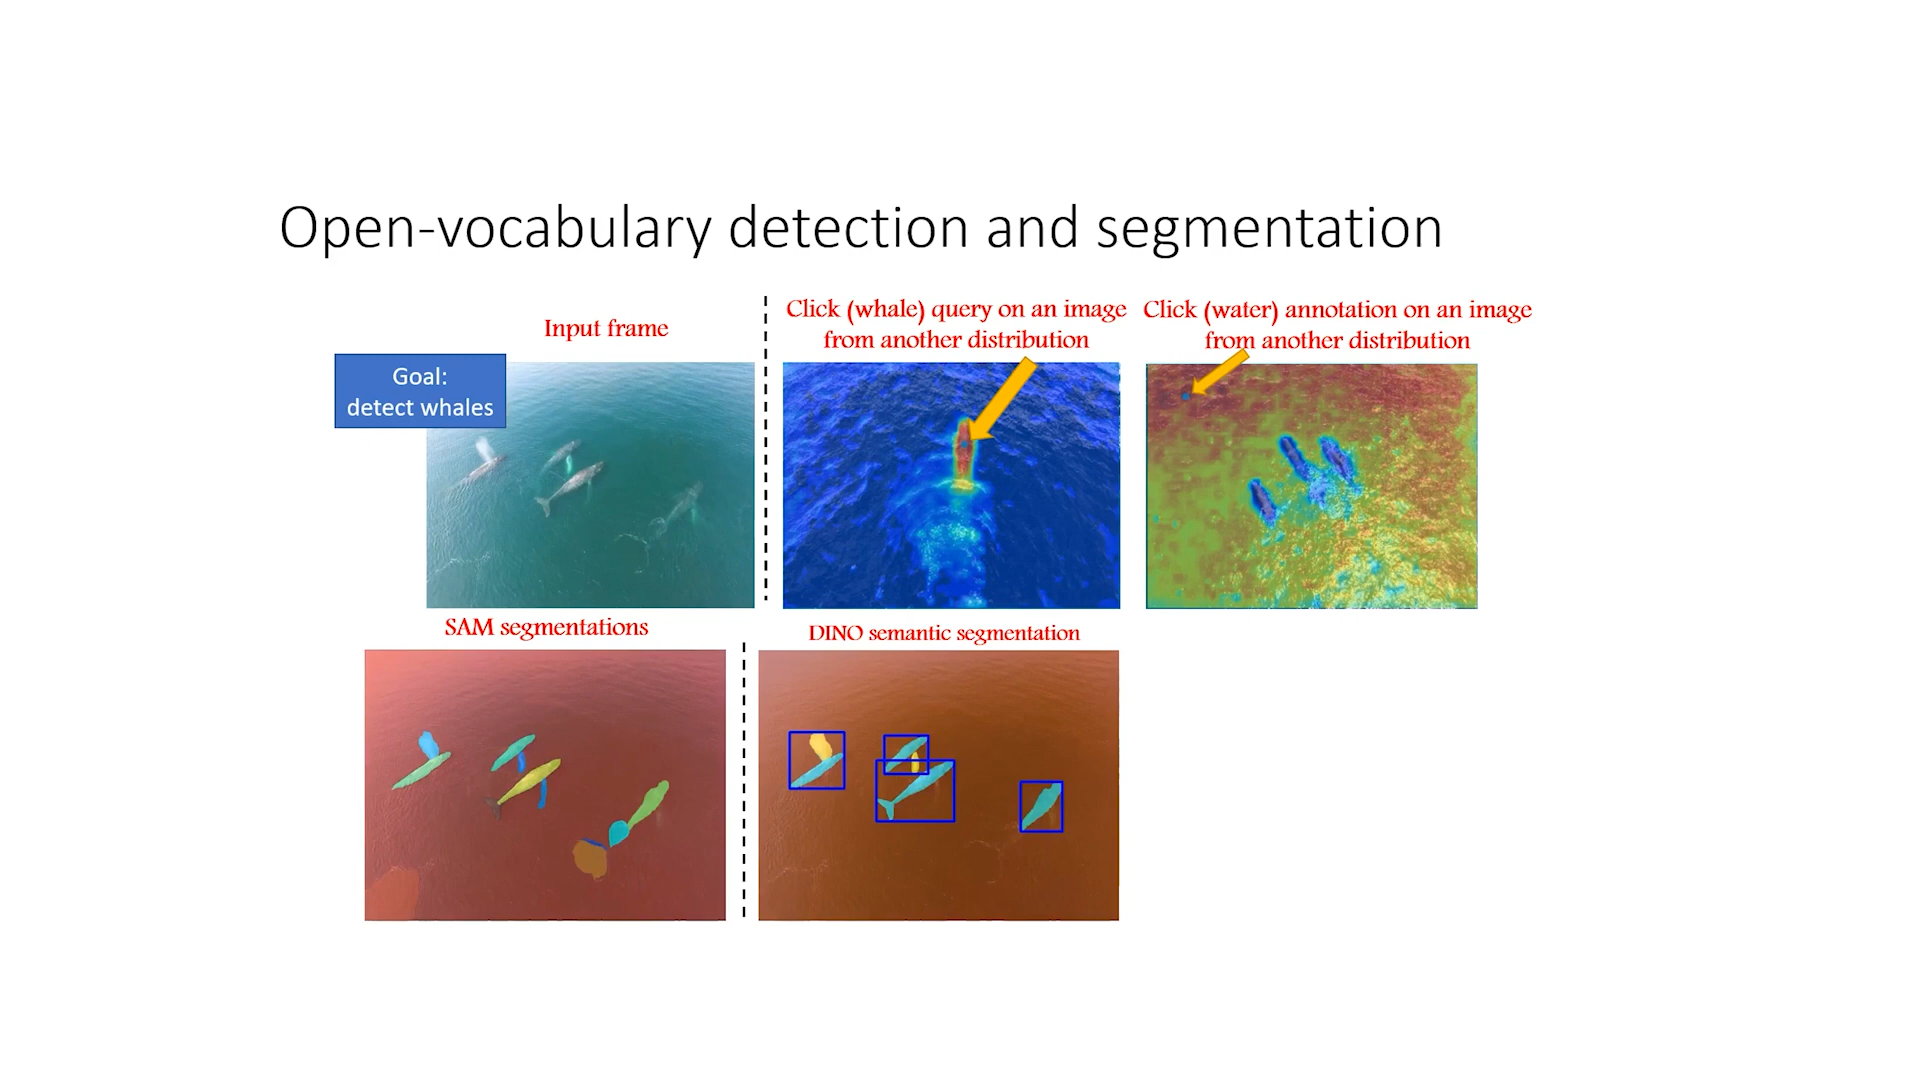 Open-vocabulary detection and segmentation
Input frame
Click (whale) query on an image
from another distribution
Click (water) annotation on an image
from another distribution
Goal:
detect whales
SAM segmentations
DINO semantic segmentation